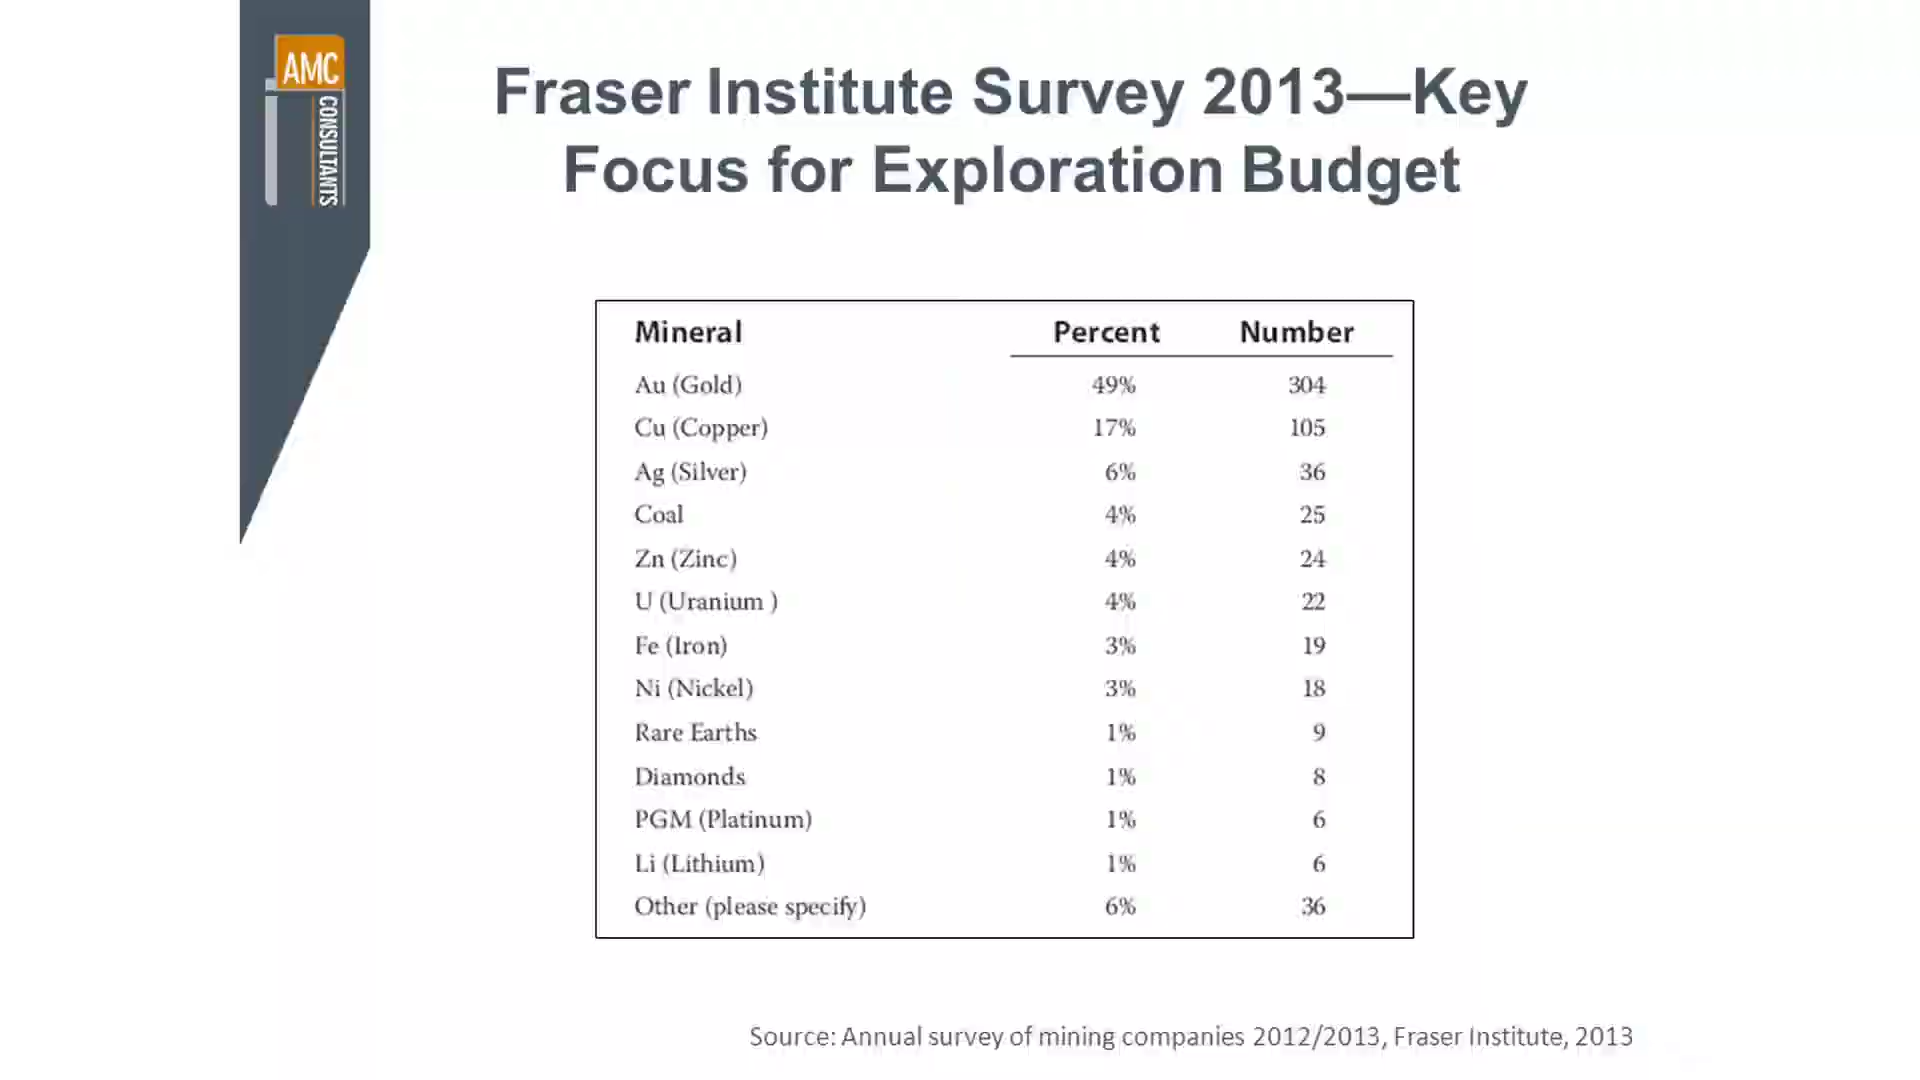 AMC
CONSULTANTS
Fraser Institute Survey 2013—Key
Focus for Exploration Budget
Mineral Percent Number
Au (Gold) 49% 304
Cu (Copper) 17% 105
Ag (Silver) 6% 36
Coal 4% 25
Zn (Zinc) 4% 24
U (Uranium ) 4% 22
Fe (Iron) 3% 19
Ni (Nickel) 3% 18
Rare Earths 1% 9
Diamonds 1% 8
PGM (Platinum) 1% 6
Li (Lithium) 1% 6
Other (please specify) 6% 36
Source: Annual survey of mining companies 2012/2013, Fraser Institute, 2013